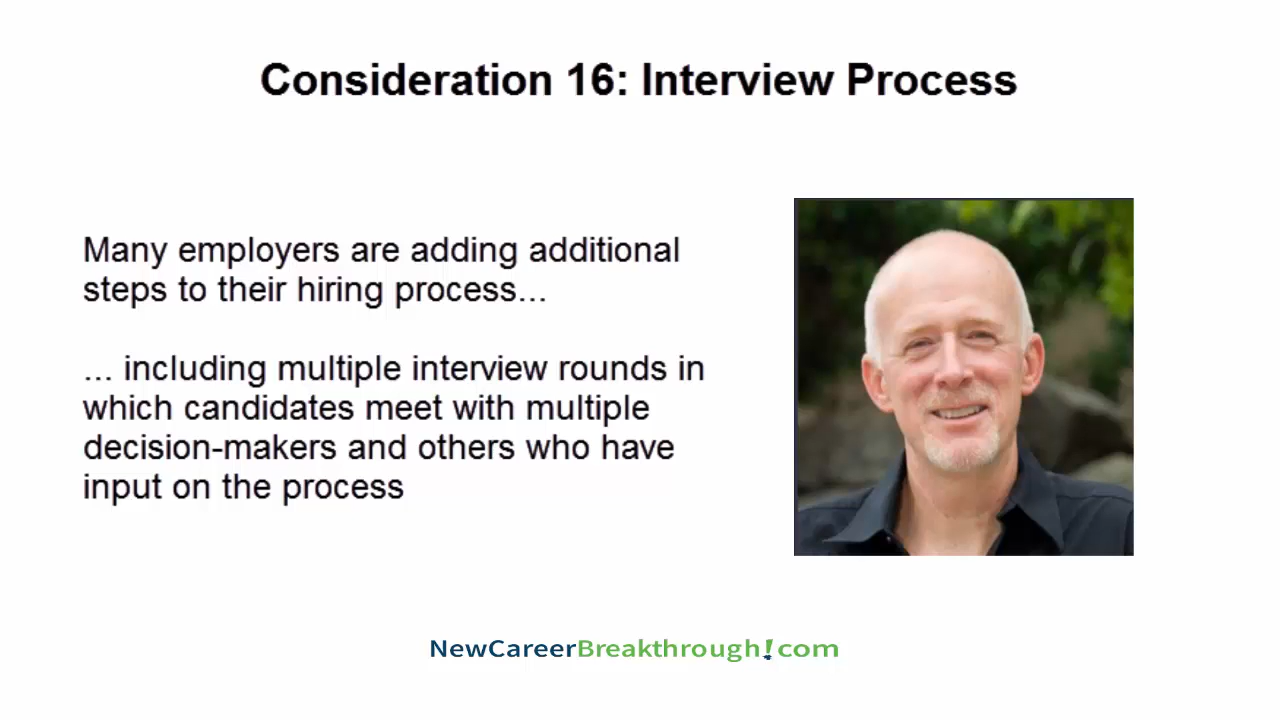 Consideration 16: Interview Process
Many employers are adding additional
steps to their hiring process...
... including multiple interview rounds in
which candidates meet with multiple
decision-makers and others who have
input on the process
NewCareerBreakthrough!com